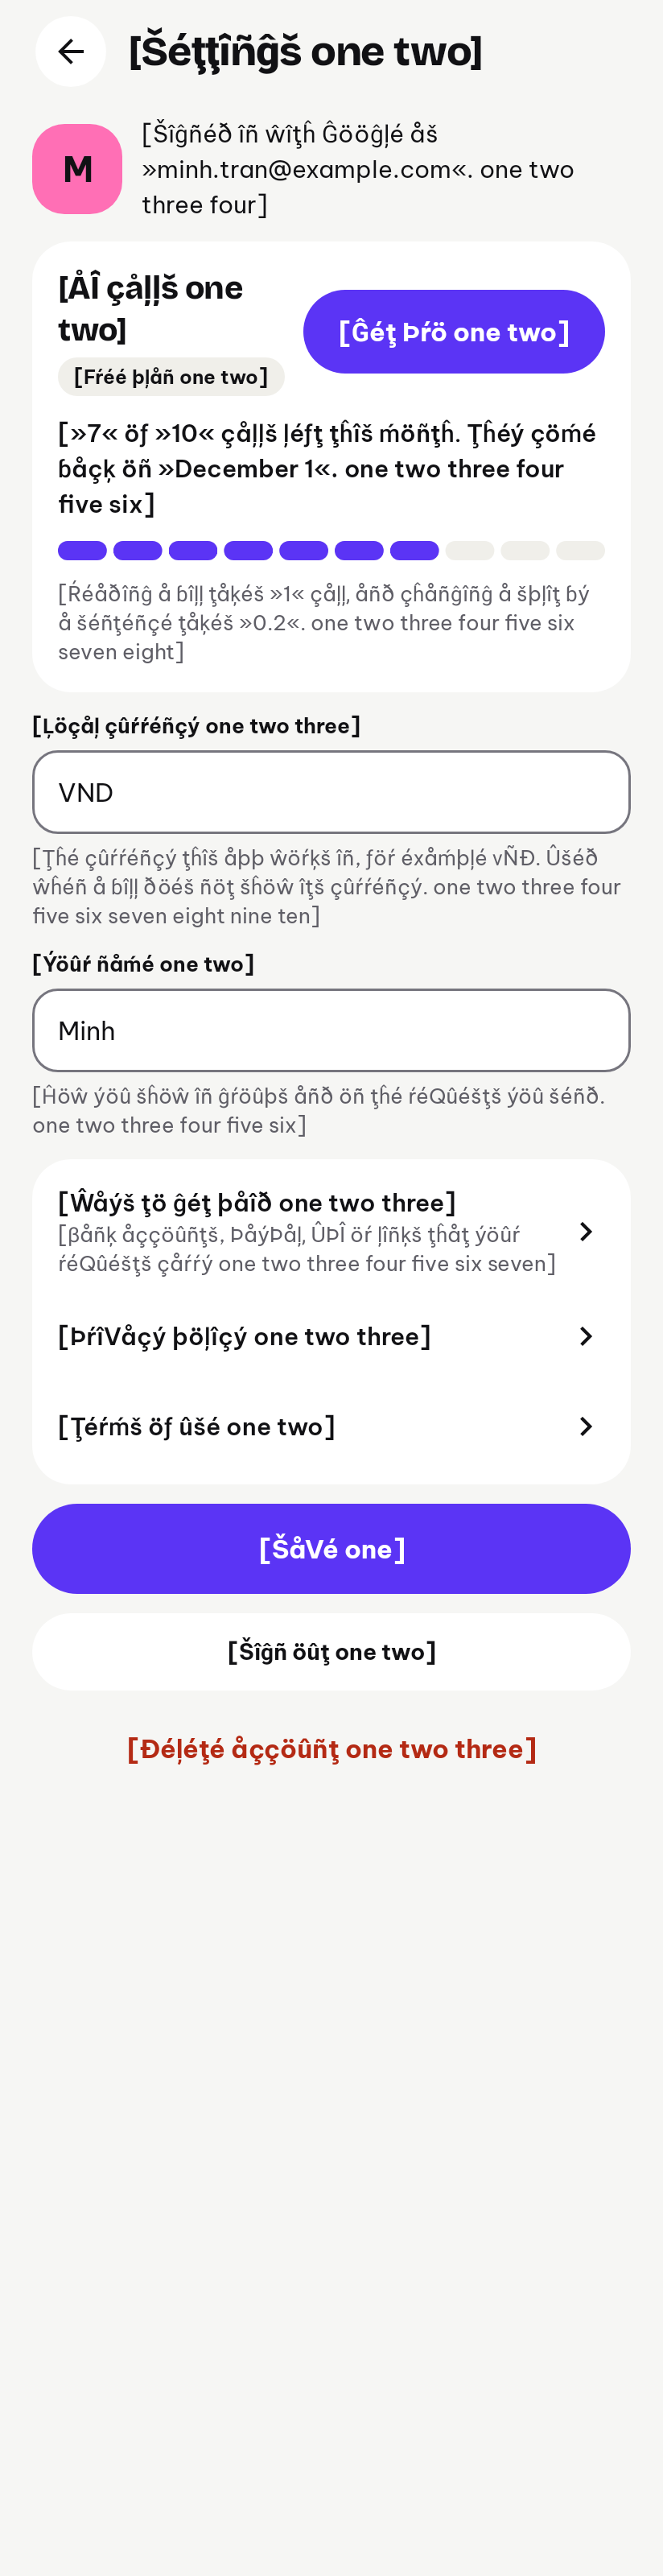 [Šéţţîñĝš one two]
M
[Šîĝñéð îñ ŵîţĥ Ĝööĝļé åš
»minh.tran@example.com«. one two
three four]
[ÅÎ çåļļš one
two]
[Ĝéţ Þŕö one two]
[Fŕéé þļåñ one two]
[»7« öƒ »10« çåļļš ļéƒţ ţĥîš ḿöñţĥ. Ţĥéý çöḿé
ƀåçķ öñ »December 1«. one two three four
five six]
[Ŕéåðîñĝ å ƀîļļ ţåķéš »1« çåļļ, åñð çĥåñĝîñĝ å šþļîţ ƀý
å šéñţéñçé ţåķéš »0.2«. one two three four five six
seven eight]
[Ļöçåļ çûŕŕéñçý one two three]
VND
[Ţĥé çûŕŕéñçý ţĥîš åþþ ŵöŕķš îñ, ƒöŕ éxåḿþļé ѵÑÐ. Ûšéð
ŵĥéñ å ƀîļļ ðöéš ñöţ šĥöŵ îţš çûŕŕéñçý. one two three four
five six seven eight nine ten]
[Ýöûŕ ñåḿé one two]
Minh
[Ĥöŵ ýöû šĥöŵ îñ ĝŕöûþš åñð öñ ţĥé ŕéQûéšţš ýöû šéñð.
one two three four five six]
[Ŵåýš ţö ĝéţ þåîð one two three]
[βåñķ åççöûñţš, ÞåýÞåļ, ÛÞÎ öŕ ļîñķš ţĥåţ ýöûŕ
ŕéQûéšţš çåŕŕý one two three four five six seven]
[ÞŕîVåçý þöļîçý one two three]
[Ţéŕḿš öƒ ûšé one two]
[ŠåVé one]
[Šîĝñ öûţ one two]
[Ðéļéţé åççöûñţ one two three]